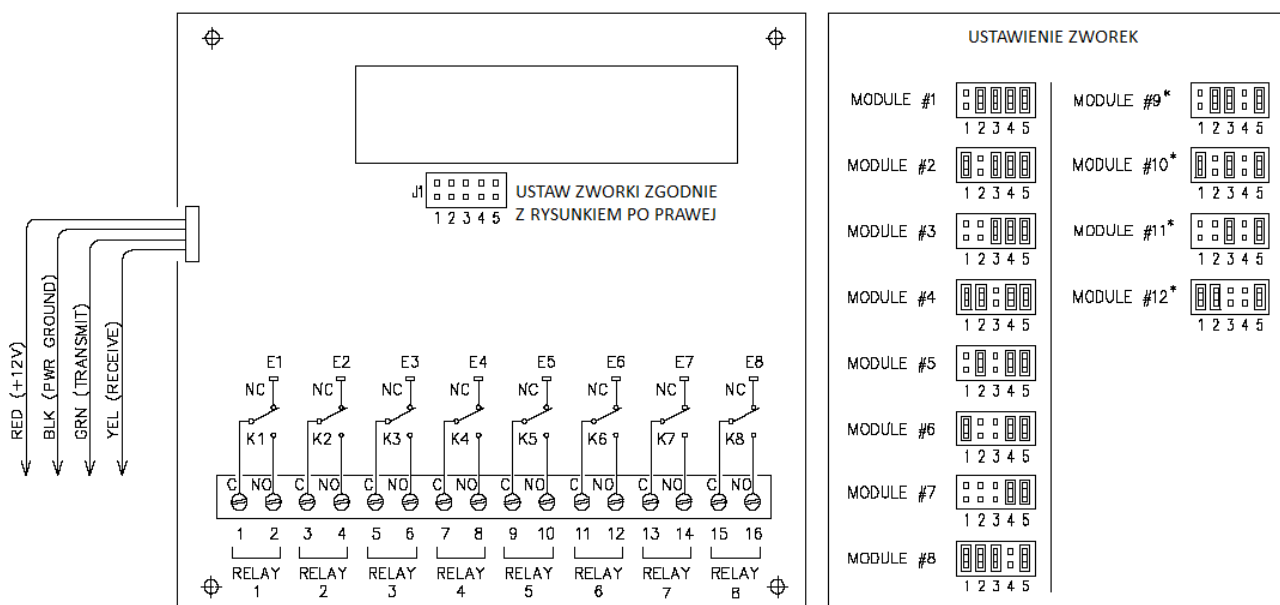 USTAW ZWORKI ZGODNIE
Z RYSUNKIEM PO PRAWEJ
J1
1 2 3 4 5
RED (+12V)
BLK (PWR GROUND)
GRN (TRANSMIT)
YEL (RECEIVE)
E1 E2 E3 E4 E5 E6 E7 E8
NC NC NC NC NC NC NC NC
K1 K2 K3 K4 K5 K6 K7 K8
C NO C NO C NO C NO C NO C NO C NO C NO
1 2 3 4 5 6 7 8 9 10 11 12 13 14 15 16
RELAY RELAY RELAY RELAY RELAY RELAY RELAY RELAY
1 2 3 4 5 6 7 8
USTAWIENIE ZWOREK
MODULE #1
1 2 3 4 5
MODULE #2
1 2 3 4 5
MODULE #3
1 2 3 4 5
MODULE #4
1 2 3 4 5
MODULE #5
1 2 3 4 5
MODULE #6
1 2 3 4 5
MODULE #7
1 2 3 4 5
MODULE #8
1 2 3 4 5
MODULE #9*
1 2 3 4 5
MODULE #10*
1 2 3 4 5
MODULE #11*
1 2 3 4 5
MODULE #12*
1 2 3 4 5